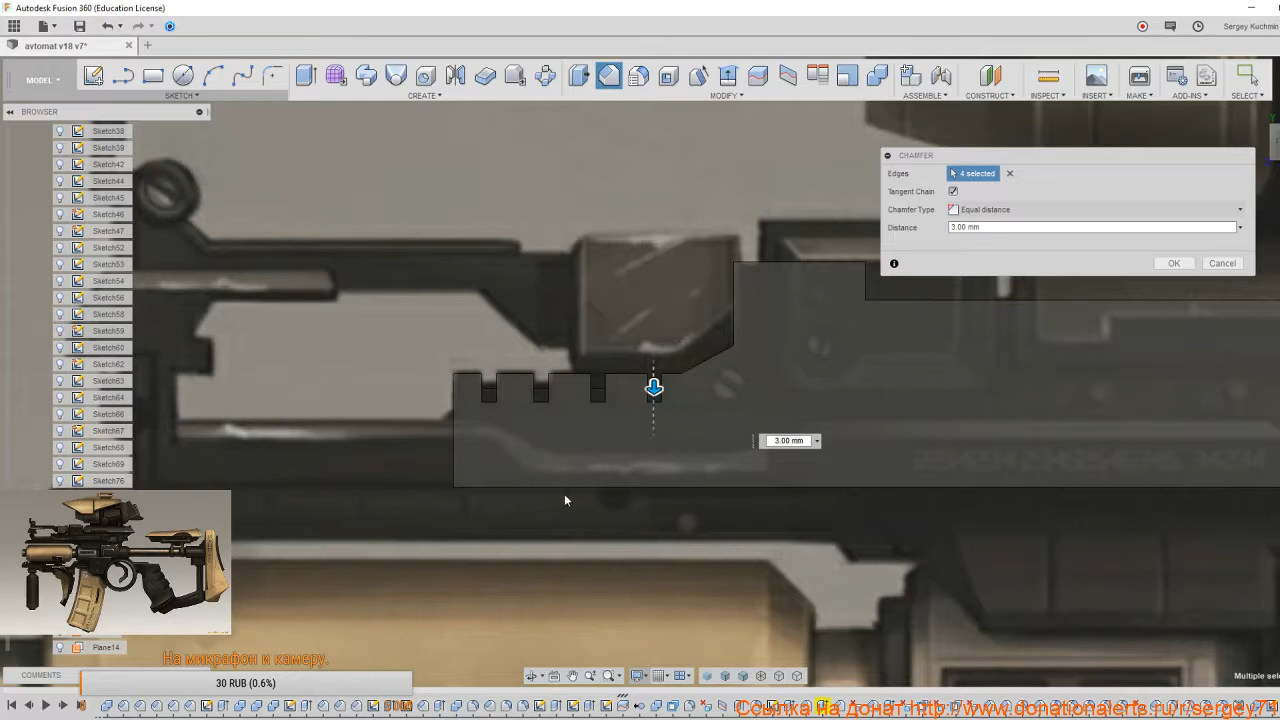 Autodesk Fusion 360 (Education License)
Sergey Kuchmin
avtomat v18 v7*
MODEL
SKETCH
CREATE
MODIFY
ASSEMBLE
CONSTRUCT
INSPECT
INSERT
MAKE
ADD-INS
SELECT
BROWSER
Sketch38
Sketch39
Sketch42
Sketch44
Sketch45
Sketch46
Sketch47
Sketch52
Sketch53
Sketch54
Sketch56
Sketch58
Sketch59
Sketch60
Sketch62
Sketch63
Sketch64
Sketch66
Sketch67
Sketch68
Sketch69
Sketch76
Plane14
CHAMFER
Edges 4 selected
Tangent Chain
Chamfer Type Equal distance
Distance 3.00 mm
OK Cancel
3.00 mm
На микрофон и камеру.
COMMENTS
30 RUB (0.6%)
Multiple sel
Ссылка на донат: http://www.donationalerts.ru/r/sergey71